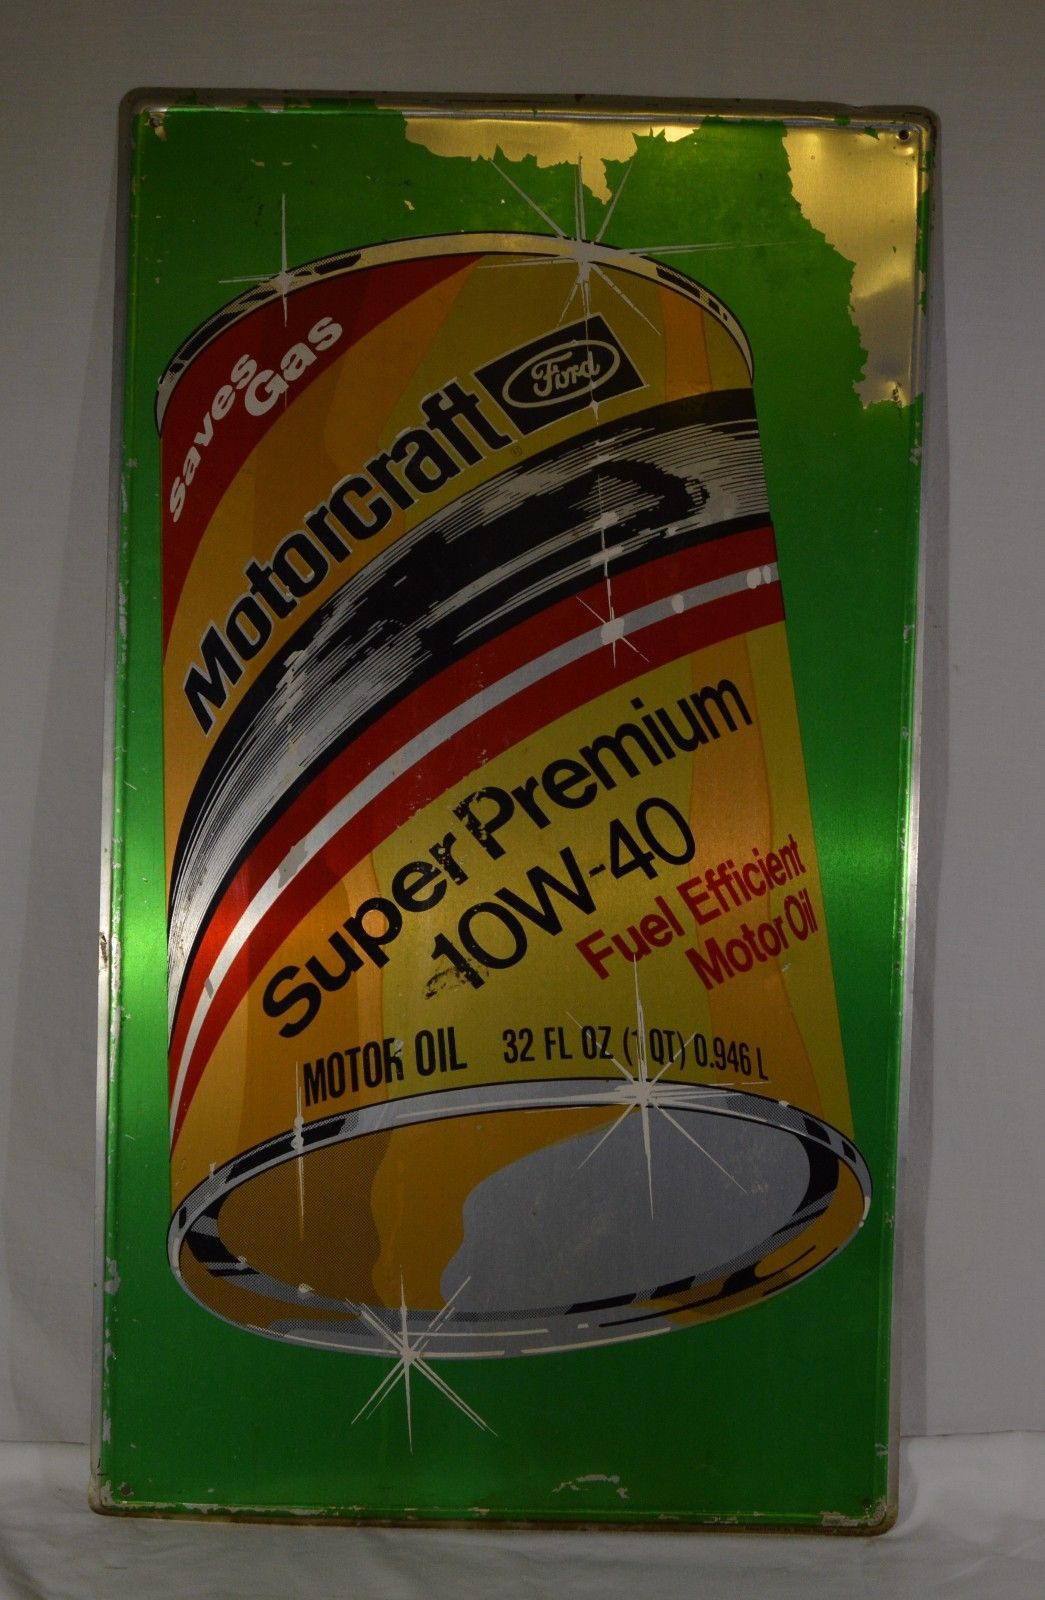 saves
Gas
Motorcraft Ford
®
Super Premium
10W-40
Fuel Efficient
Motor Oil
MOTOR OIL 32 FL OZ (1 QT) 0.946 L